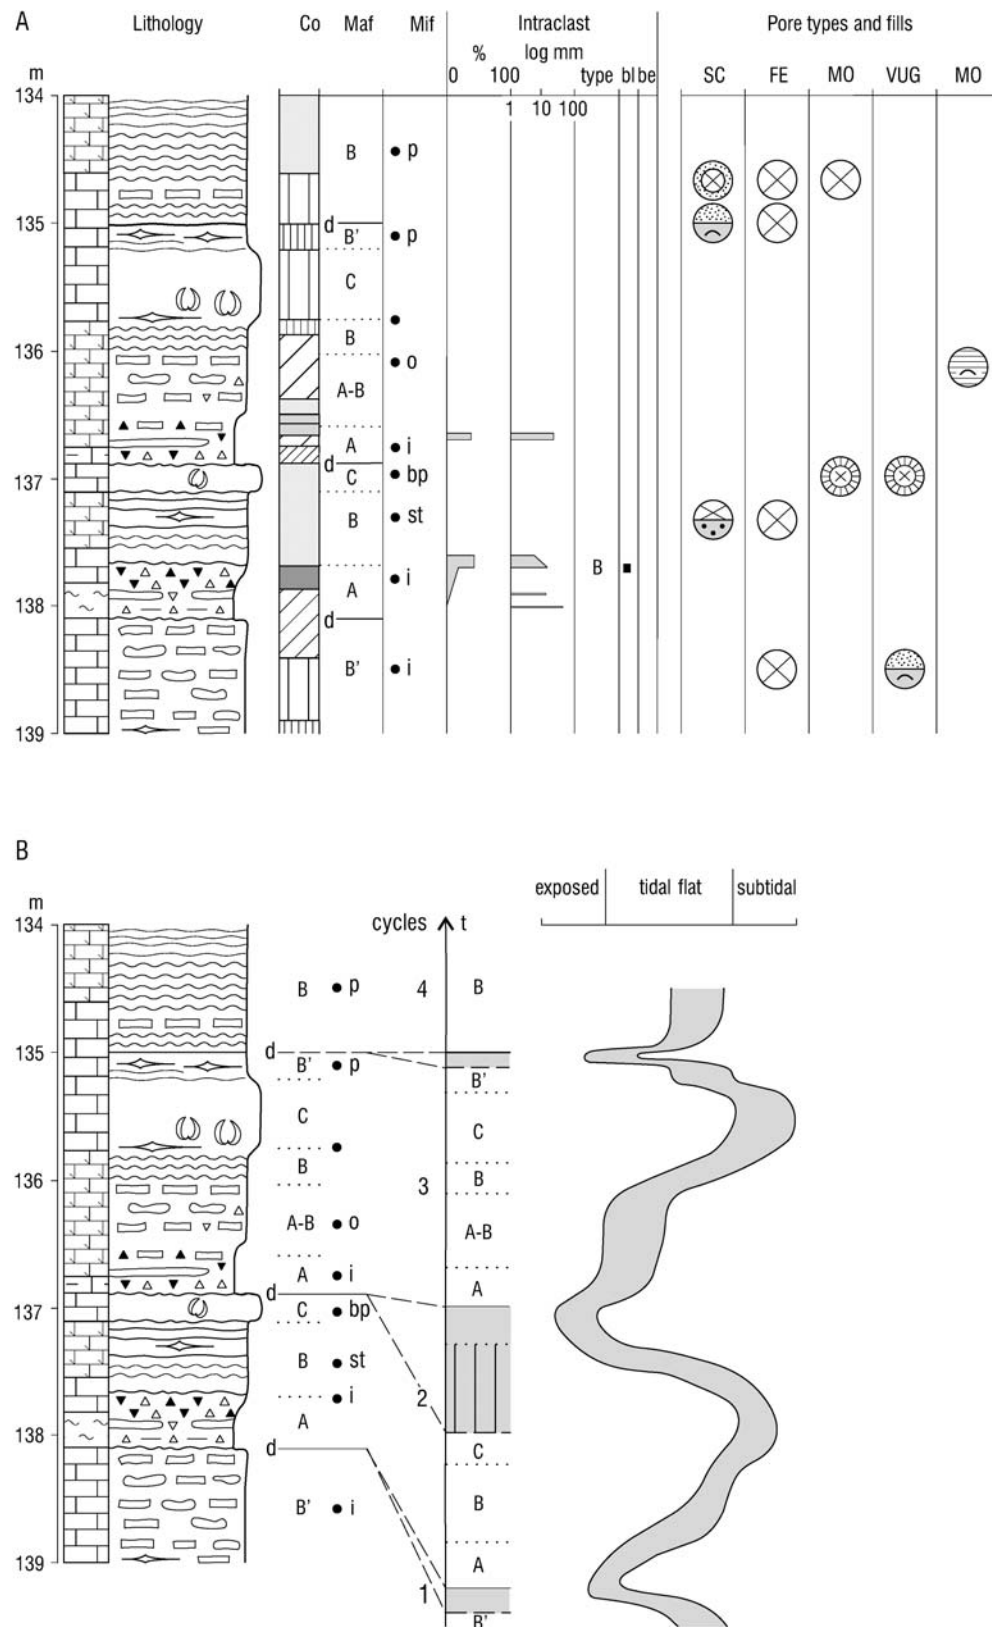 A
Lithology Co Maf Mif Intraclast Pore types and fills
% log mm
m 0 100 type bl be SC FE MO VUG MO
134 1 10 100
B p
135 d
B' p
C
136 B
o
A-B
A i
137 d
C bp
B st
B
i
138 A
d
B' i
139
B
exposed tidal flat subtidal
m
134 cycles t
B p 4 B
135 d
B' p B'
C C
B B
136 3
A-B o A-B
A i A
137 d
C bp
B st
i 2
138 A
d C
B' i B
A
139 1
B'